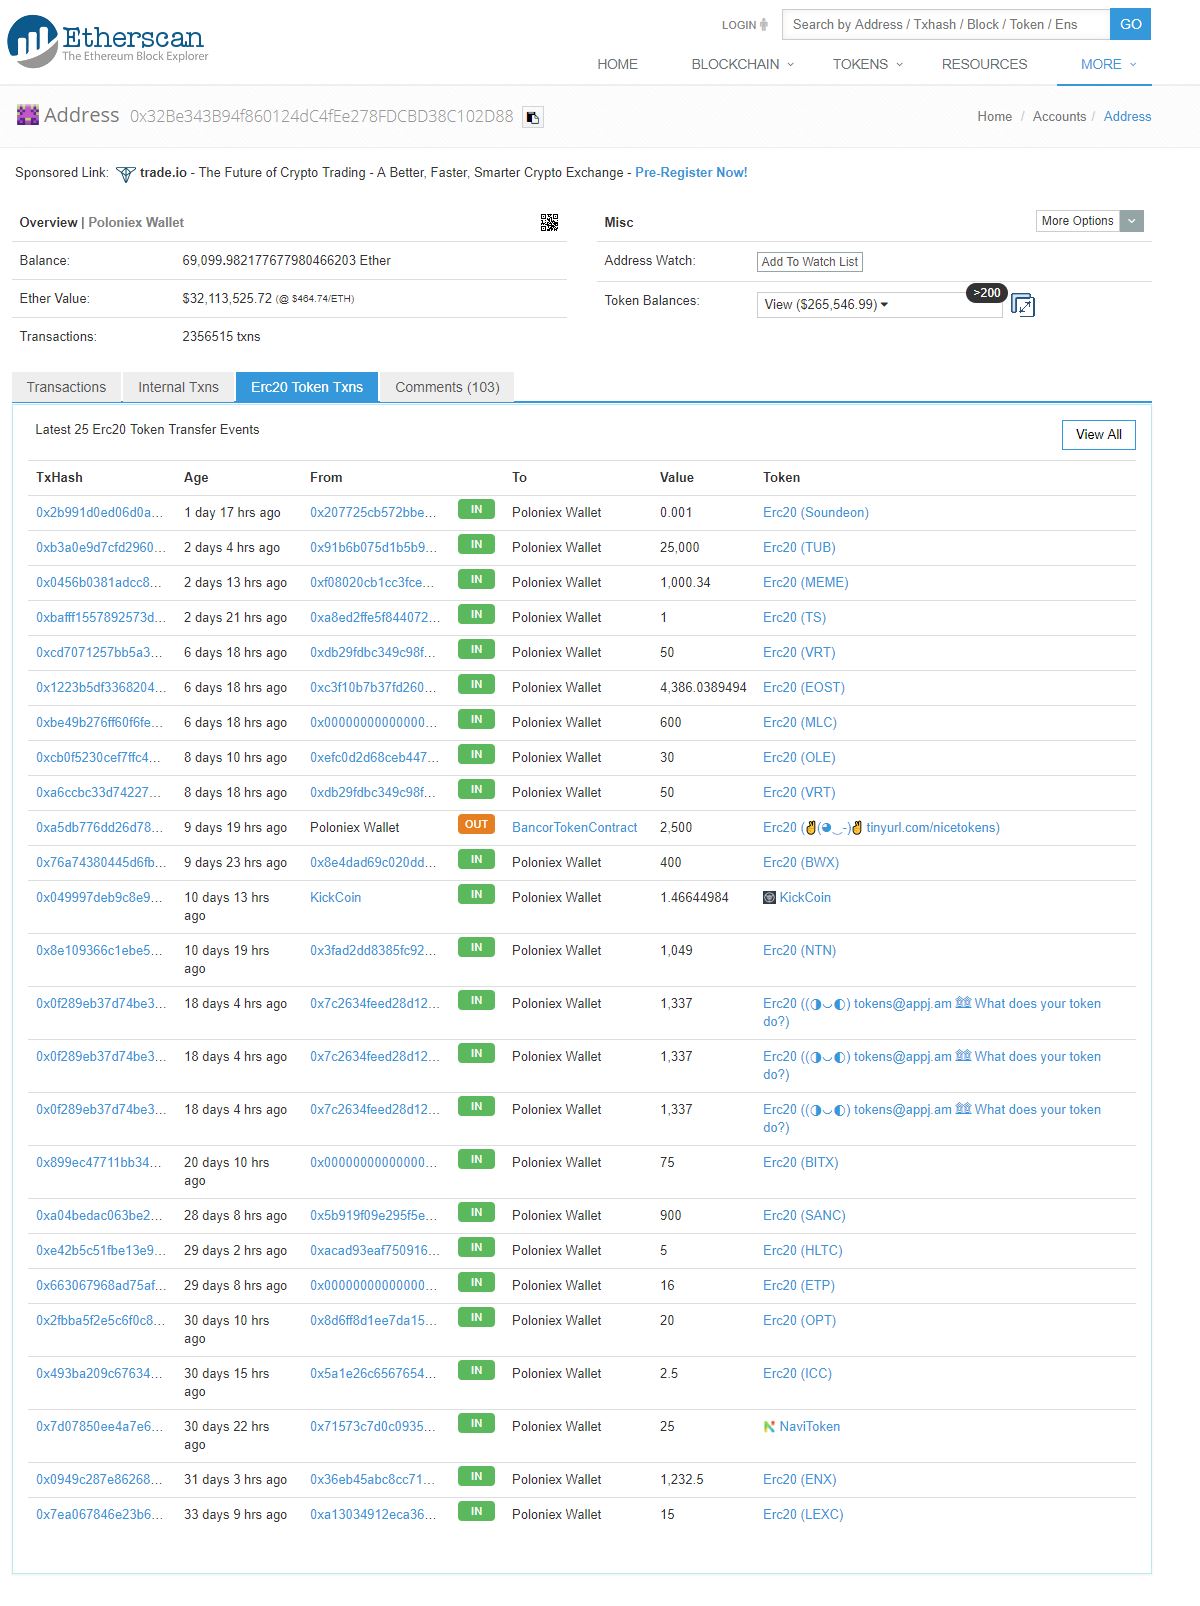 Etherscan
The Ethereum Block Explorer
LOGIN
Search by Address / Txhash / Block / Token / Ens
GO
HOME BLOCKCHAIN TOKENS RESOURCES MORE
Address 0x32Be343B94f860124dC4fEe278FDCBD38C102D88
Home / Accounts / Address
Sponsored Link: trade.io - The Future of Crypto Trading - A Better, Faster, Smarter Crypto Exchange - Pre-Register Now!
Overview | Poloniex Wallet
Balance: 69,099.982177677980466203 Ether
Ether Value: $32,113,525.72 (@ $464.74/ETH)
Transactions: 2356515 txns
Misc
More Options
Address Watch: Add To Watch List
Token Balances: View ($265,546.99)
>200
Transactions Internal Txns Erc20 Token Txns Comments (103)
Latest 25 Erc20 Token Transfer Events
View All
TxHash Age From To Value Token
0x2b991d0ed06d0a... 1 day 17 hrs ago 0x207725cb572bbe... IN Poloniex Wallet 0.001 Erc20 (Soundeon)
0xb3a0e9d7cfd2960... 2 days 4 hrs ago 0x91b6b075d1b5b9... IN Poloniex Wallet 25,000 Erc20 (TUB)
0x0456b0381adcc8... 2 days 13 hrs ago 0xf08020cb1cc3fce... IN Poloniex Wallet 1,000.34 Erc20 (MEME)
0xbafff1557892573d... 2 days 21 hrs ago 0xa8ed2ffe5f844072... IN Poloniex Wallet 1 Erc20 (TS)
0xcd7071257bb5a3... 6 days 18 hrs ago 0xdb29fdbc349c98f... IN Poloniex Wallet 50 Erc20 (VRT)
0x1223b5df3368204... 6 days 18 hrs ago 0xc3f10b7b37fd260... IN Poloniex Wallet 4,386.0389494 Erc20 (EOST)
0xbe49b276ff60f6fe... 6 days 18 hrs ago 0x00000000000000... IN Poloniex Wallet 600 Erc20 (MLC)
0xcb0f5230cef7ffc4... 8 days 10 hrs ago 0xefc0d2d68ceb447... IN Poloniex Wallet 30 Erc20 (OLE)
0xa6ccbc33d74227... 8 days 18 hrs ago 0xdb29fdbc349c98f... IN Poloniex Wallet 50 Erc20 (VRT)
0xa5db776dd26d78... 9 days 19 hrs ago Poloniex Wallet OUT BancorTokenContract 2,500 Erc20 (✌(◕‿-)✌ tinyurl.com/nicetokens)
0x76a74380445d6fb... 9 days 23 hrs ago 0x8e4dad69c020dd... IN Poloniex Wallet 400 Erc20 (BWX)
0x049997deb9c8e9... 10 days 13 hrs KickCoin IN Poloniex Wallet 1.46644984 KickCoin
ago
0x8e109366c1ebe5... 10 days 19 hrs 0x3fad2dd8385fc92... IN Poloniex Wallet 1,049 Erc20 (NTN)
ago
0x0f289eb37d74be3... 18 days 4 hrs ago 0x7c2634feed28d12... IN Poloniex Wallet 1,337 Erc20 ((◑‿◐) tokens@appj.am 🎊 What does your token
do?)
0x0f289eb37d74be3... 18 days 4 hrs ago 0x7c2634feed28d12... IN Poloniex Wallet 1,337 Erc20 ((◑‿◐) tokens@appj.am 🎊 What does your token
do?)
0x0f289eb37d74be3... 18 days 4 hrs ago 0x7c2634feed28d12... IN Poloniex Wallet 1,337 Erc20 ((◑‿◐) tokens@appj.am 🎊 What does your token
do?)
0x899ec47711bb34... 20 days 10 hrs 0x00000000000000... IN Poloniex Wallet 75 Erc20 (BITX)
ago
0xa04bedac063be2... 28 days 8 hrs ago 0x5b919f09e295f5e... IN Poloniex Wallet 900 Erc20 (SANC)
0xe42b5c51fbe13e9... 29 days 2 hrs ago 0xacad93eaf750916... IN Poloniex Wallet 5 Erc20 (HLTC)
0x663067968ad75af... 29 days 8 hrs ago 0x00000000000000... IN Poloniex Wallet 16 Erc20 (ETP)
0x2fbba5f2e5c6f0c8... 30 days 10 hrs 0x8d6ff8d1ee7da15... IN Poloniex Wallet 20 Erc20 (OPT)
ago
0x493ba209c67634... 30 days 15 hrs 0x5a1e26c6567654... IN Poloniex Wallet 2.5 Erc20 (ICC)
ago
0x7d07850ee4a7e6... 30 days 22 hrs 0x71573c7d0c0935... IN Poloniex Wallet 25 NaviToken
ago
0x0949c287e86268... 31 days 3 hrs ago 0x36eb45abc8cc71... IN Poloniex Wallet 1,232.5 Erc20 (ENX)
0x7ea067846e23b6... 33 days 9 hrs ago 0xa13034912eca36... IN Poloniex Wallet 15 Erc20 (LEXC)